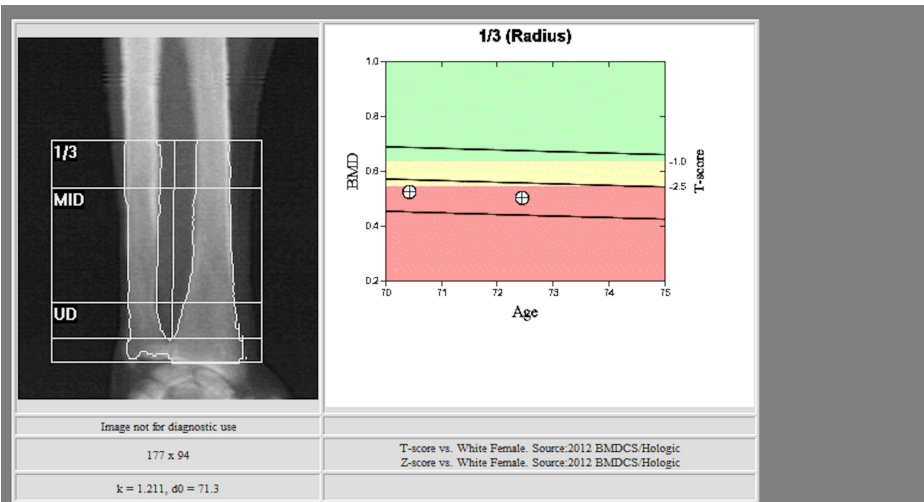 1/3
MID
UD
1/3 (Radius)
1.0
0.8
0.6
0.4
0.2
BMD
-1.0
-2.5
T-score
70
71
72
73
74
75
Age
Image not for diagnostic use
177 x 94
T-score vs. White Female. Source:2012 BMDCS/Hologic
Z-score vs. White Female. Source:2012 BMDCS/Hologic
k = 1.211, d0 = 71.3